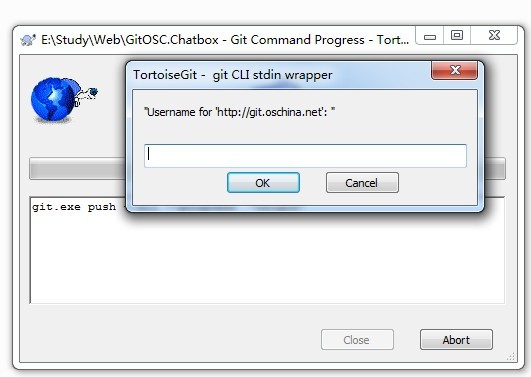 E:\Study\Web\GitOSC.Chatbox - Git Command Progress - Tort...
TortoiseGit -  git CLI stdin wrapper
"Username for 'http://git.oschina.net': "
OK
Cancel
git.exe push
Close
Abort